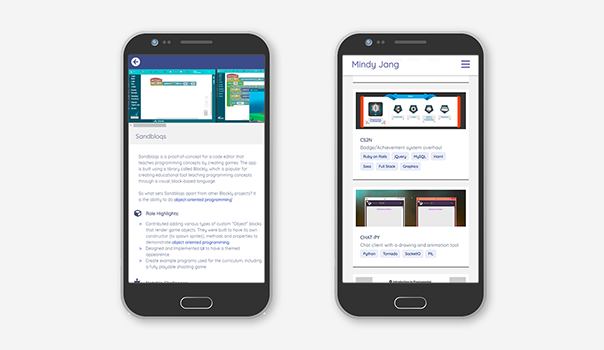 Sandbloqs
Sandbloqs is a proof-of-concept for a code editor that
teaches programming concepts by creating games. The app
is built using a library called Blockly, which is popular for
creating educational tool teaching programming concepts
through a visual, block-based language.
So what sets Sandbloqs apart from other Blockly projects? It
is the ability to do object oriented programming!
Role Highlights:
Contributed adding various types of custom "Object" blocks
that render game objects. They were built to have its own
constructor (to spawn sprites), methods, and properties to
demonstrate object oriented programming.
Designed and implemented UI to have a themed
appearance
Create example programs used for the curriculum, including
a fully playable shooting game
Mindy Jang
CS2N
Badge/Achievement system overhaul
Ruby on Rails jQuery MySQL Haml
Sass Full Stack Graphics
CHAT-PY
Chat client with a drawing and animation tool
Python Tornado SocketIO PIL